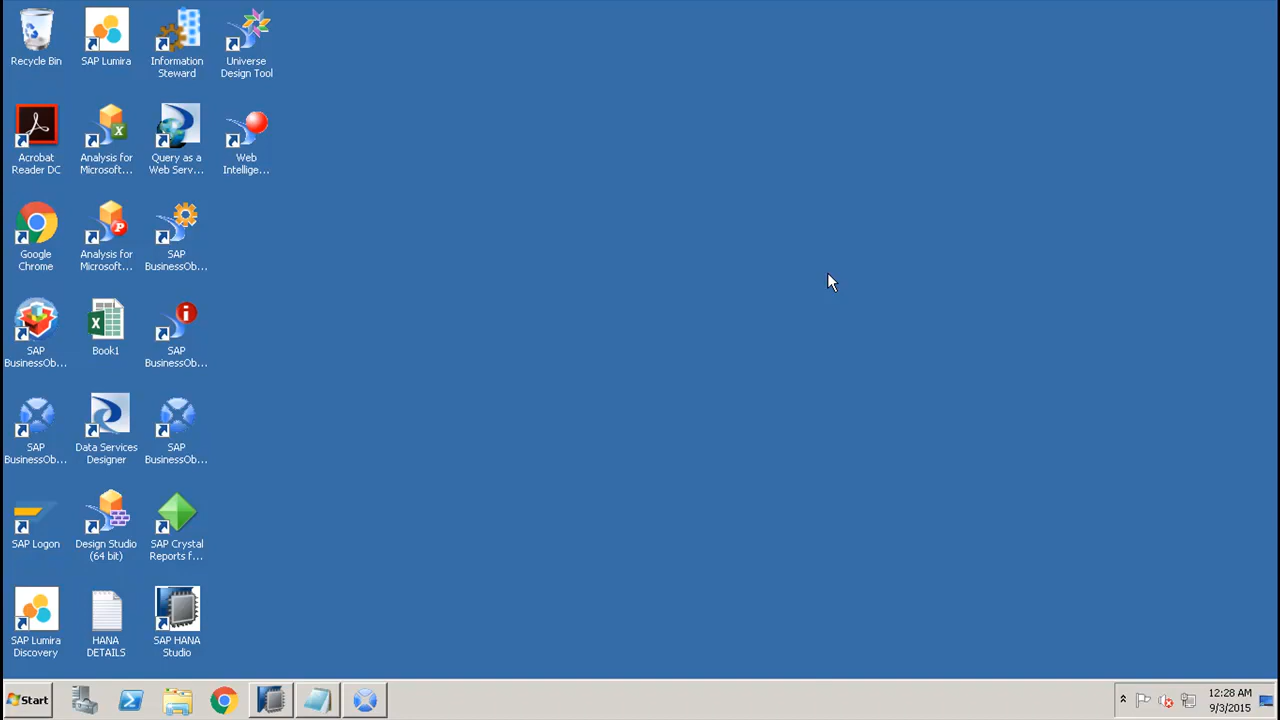 Recycle Bin
SAP Lumira
Information
Steward
Universe
Design Tool
Acrobat
Reader DC
Analysis for
Microsoft...
Query as a
Web Serv...
Web
Intellige...
Google
Chrome
Analysis for
Microsoft...
SAP
BusinessOb...
SAP
BusinessOb...
Book1
SAP
BusinessOb...
SAP
BusinessOb...
Data Services
Designer
SAP
BusinessOb...
SAP Logon
Design Studio
(64 bit)
SAP Crystal
Reports f...
SAP Lumira
Discovery
HANA
DETAILS
SAP HANA
Studio
Start
12:28 AM
9/3/2015